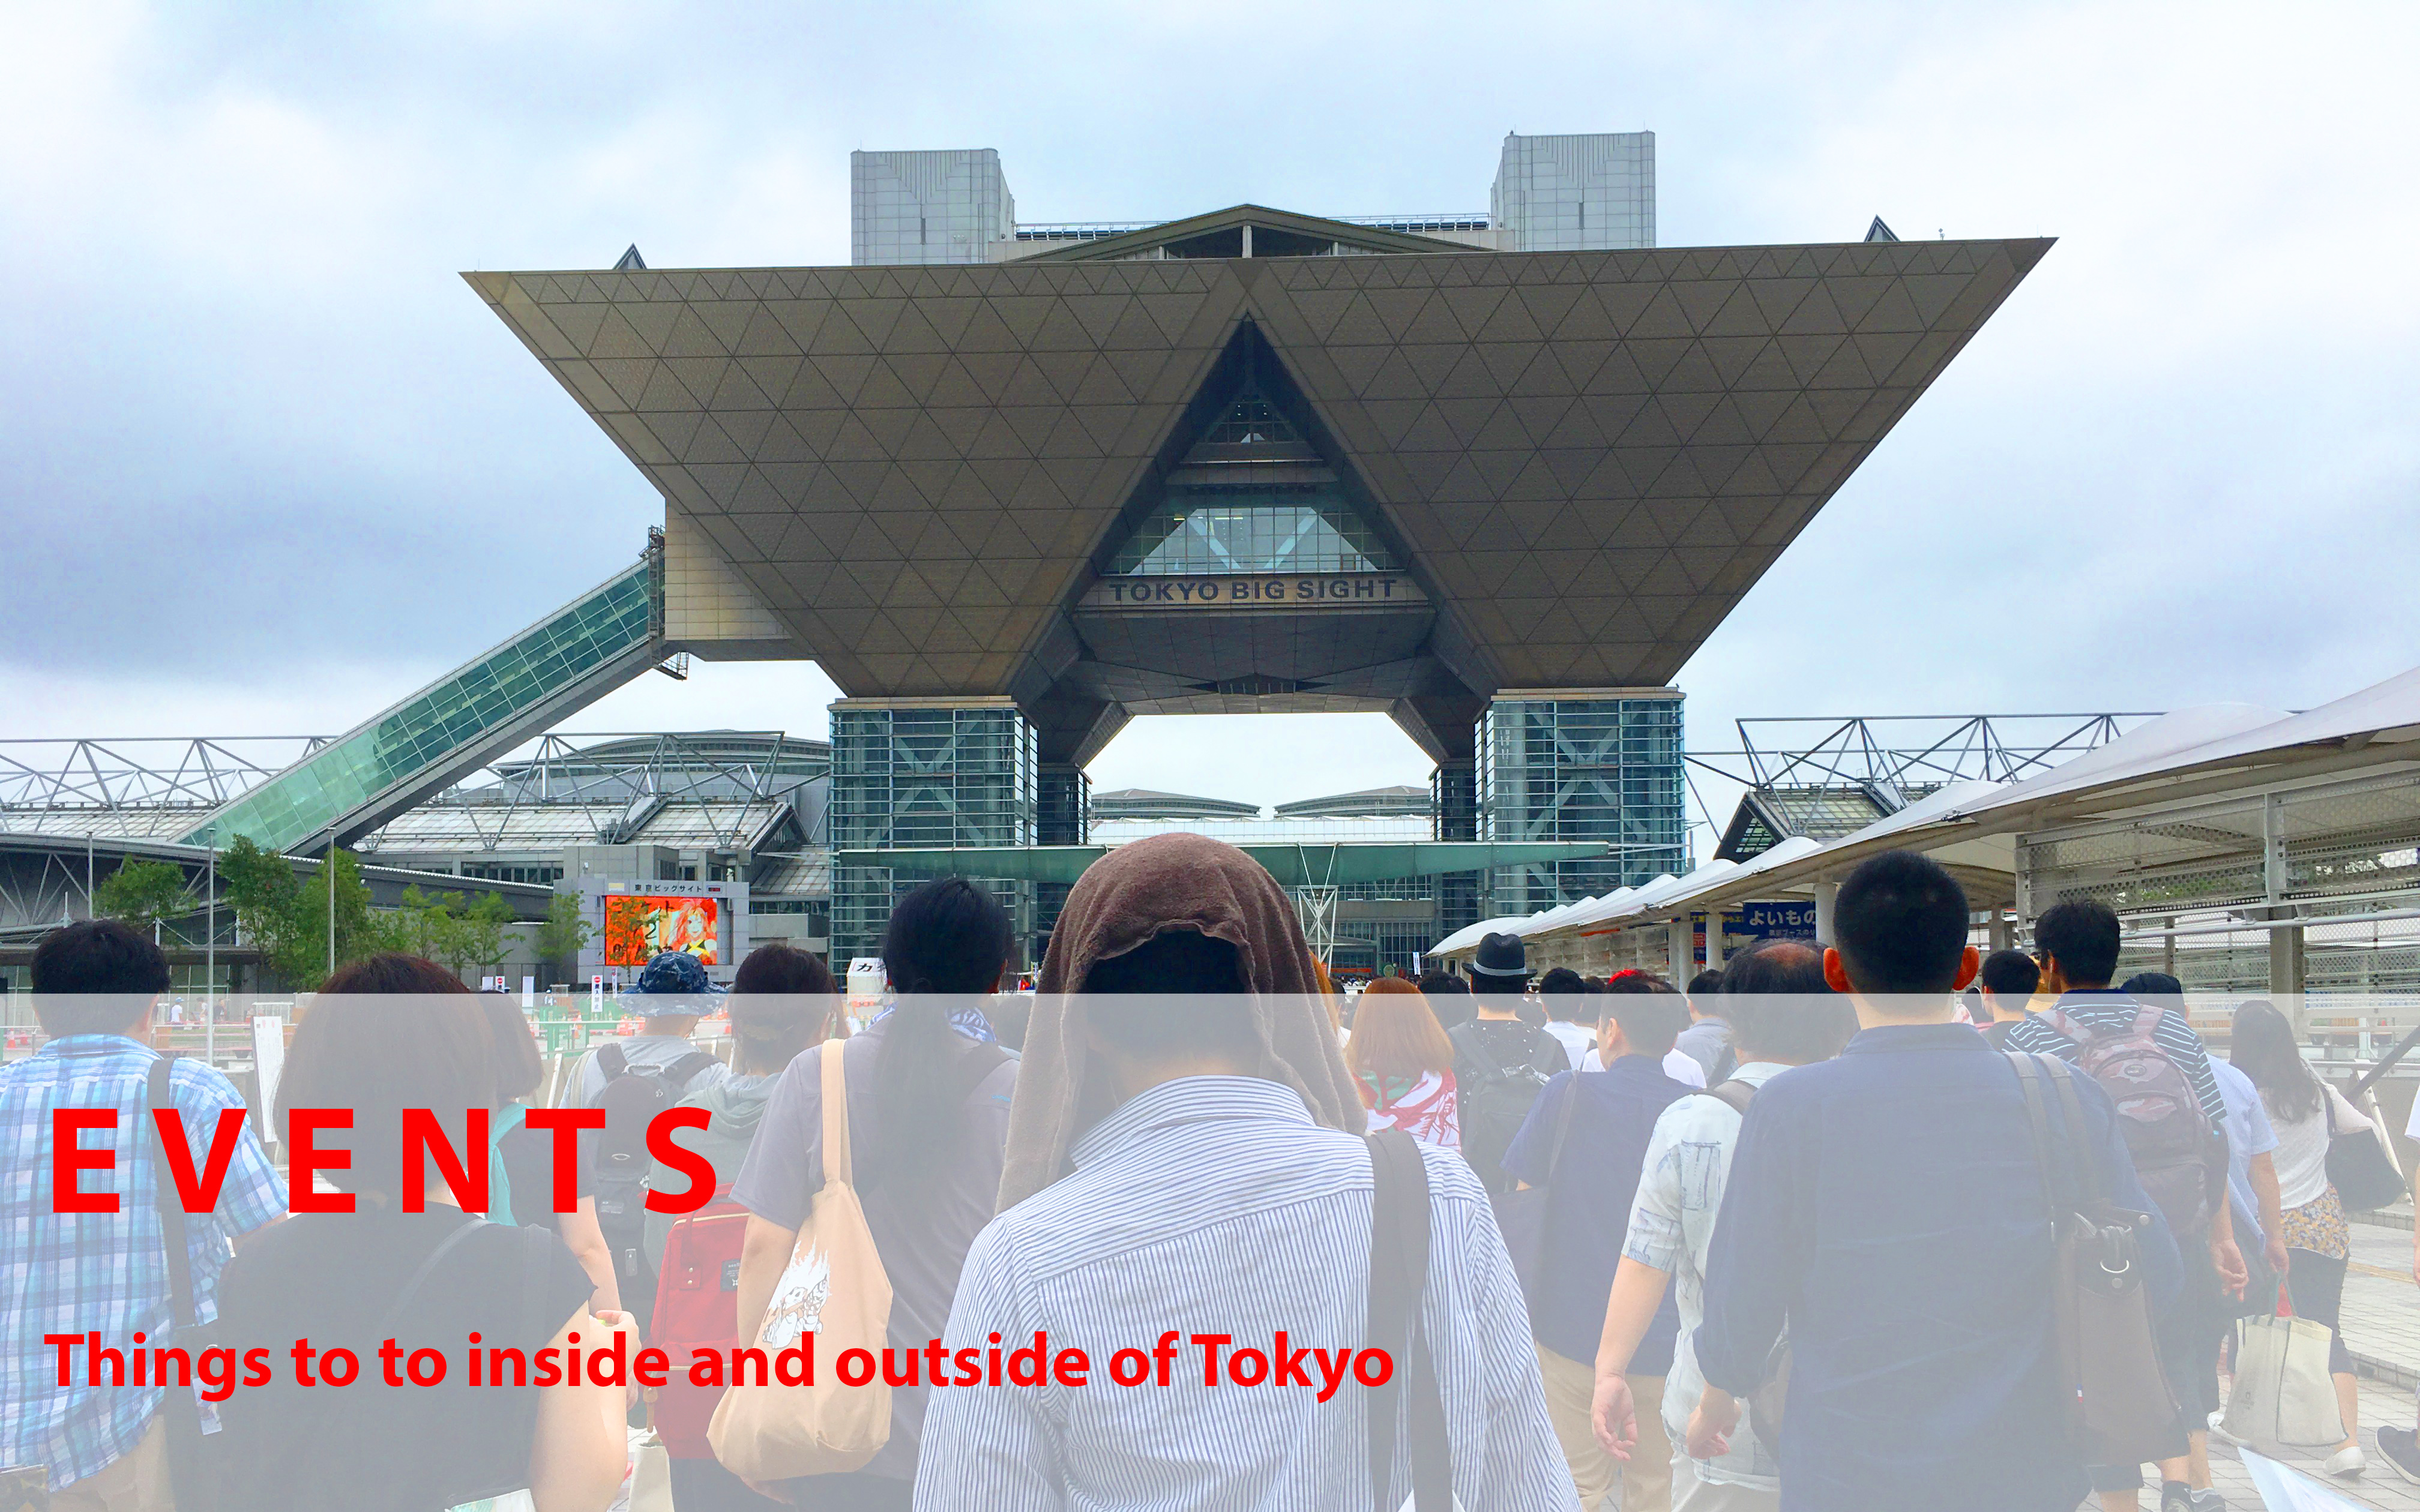 TOKYO BIG SIGHT
東京ビッグサイト
よいもの
EVENTS
Things to to inside and outside of Tokyo